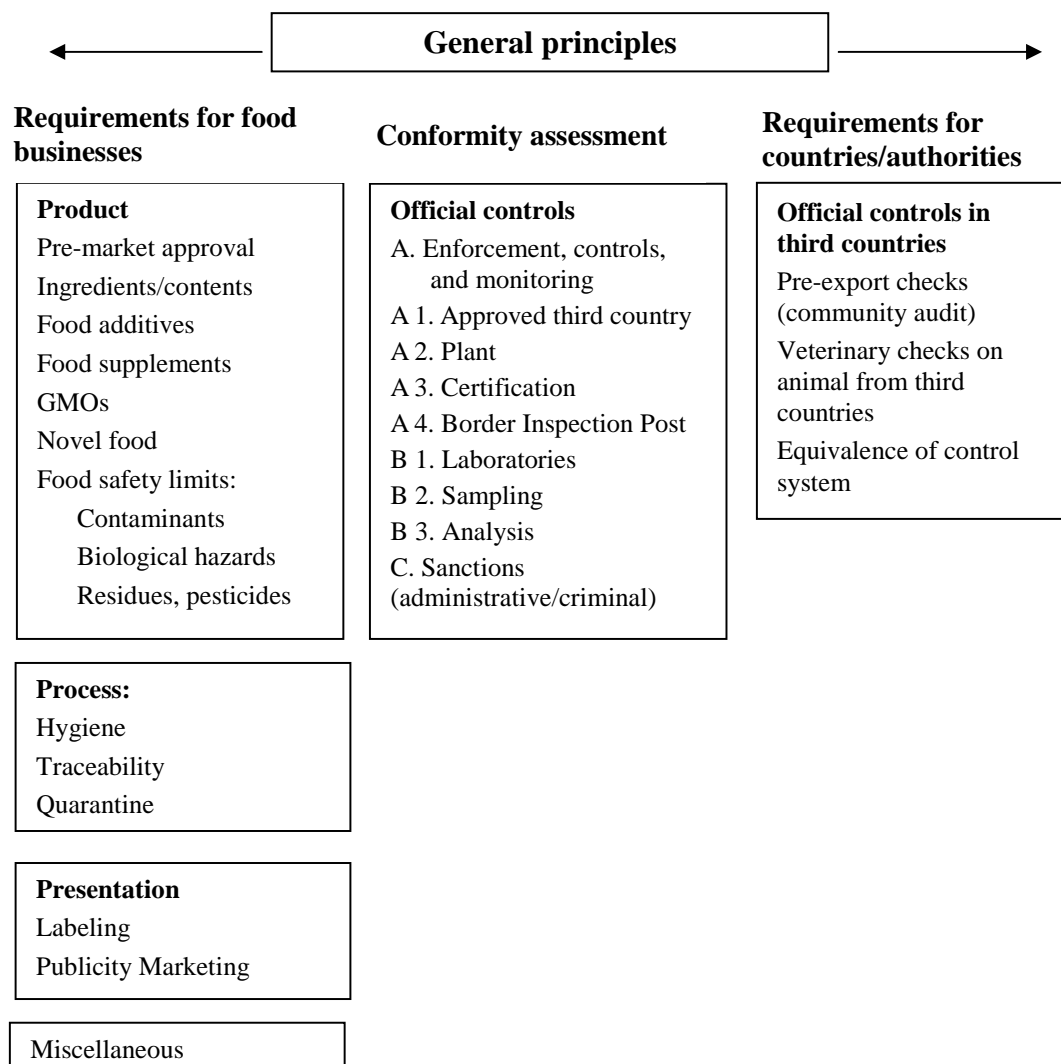 General principles
Requirements for food
businesses
Product
Pre-market approval
Ingredients/contents
Food additives
Food supplements
GMOs
Novel food
Food safety limits:
Contaminants
Biological hazards
Residues, pesticides
Process:
Hygiene
Traceability
Quarantine
Presentation
Labeling
Publicity Marketing
Miscellaneous
Conformity assessment
Official controls
A. Enforcement, controls,
and monitoring
A 1. Approved third country
A 2. Plant
A 3. Certification
A 4. Border Inspection Post
B 1. Laboratories
B 2. Sampling
B 3. Analysis
C. Sanctions
(administrative/criminal)
Requirements for
countries/authorities
Official controls in
third countries
Pre-export checks
(community audit)
Veterinary checks on
animal from third
countries
Equivalence of control
system